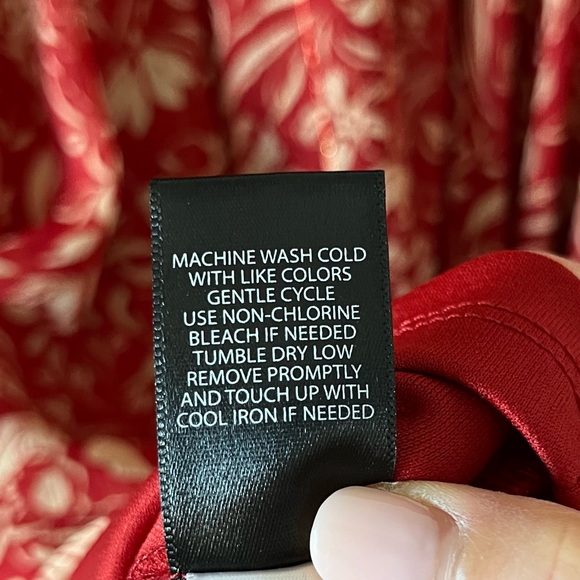 MACHINE WASH COLD
WITH LIKE COLORS
GENTLE CYCLE
USE NON-CHLORINE
BLEACH IF NEEDED
TUMBLE DRY LOW
REMOVE PROMPTLY
AND TOUCH UP WITH
COOL IRON IF NEEDED